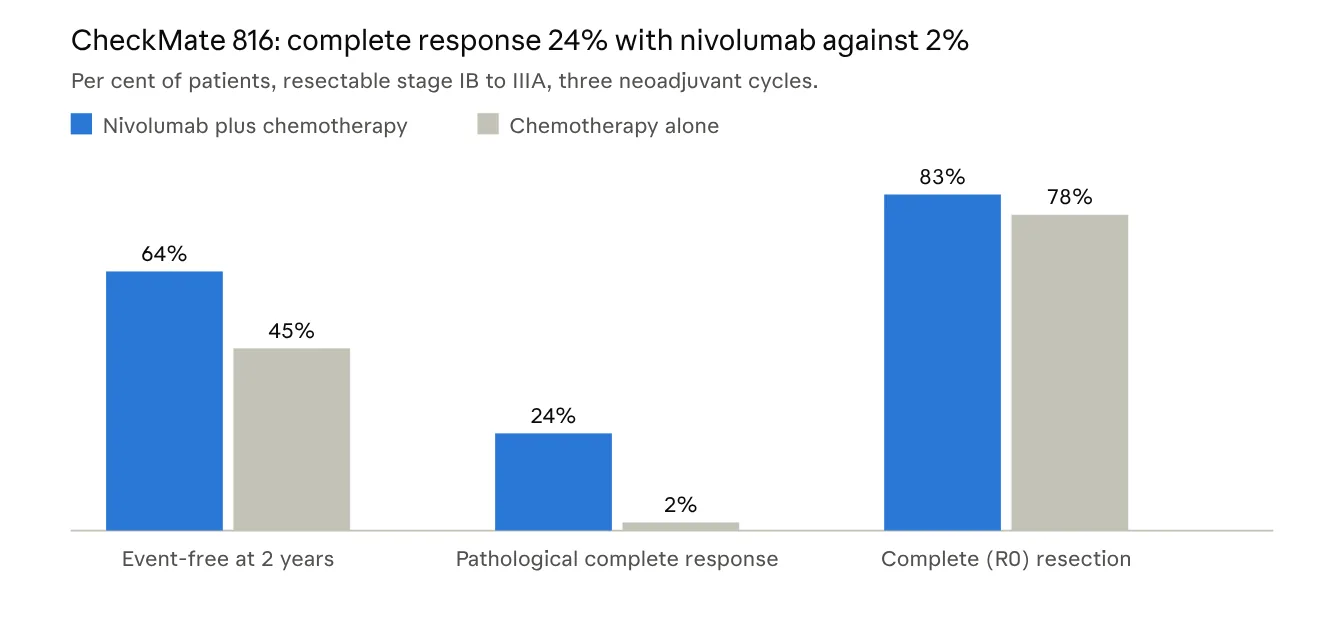 CheckMate 816: complete response 24% with nivolumab against 2%
Per cent of patients, resectable stage IB to IIIA, three neoadjuvant cycles.
Nivolumab plus chemotherapy
Chemotherapy alone
64%
45%
24%
2%
83%
78%
Event-free at 2 years
Pathological complete response
Complete (R0) resection